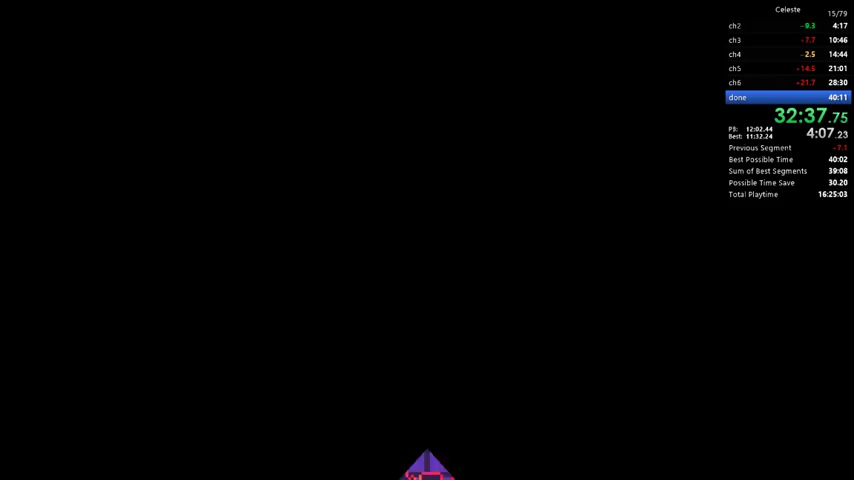 Celeste
15/79
ch2 -9.3 4:17
ch3 -7.7 10:46
ch4 -2.5 14:44
ch5 +14.5 21:01
ch6 +21.7 28:30
done 40:11
32:37.75
PB: 12:02.44
Best: 11:32.24
4:07.23
Previous Segment -7.1
Best Possible Time 40:02
Sum of Best Segments 39:08
Possible Time Save 30.20
Total Playtime 16:25:03